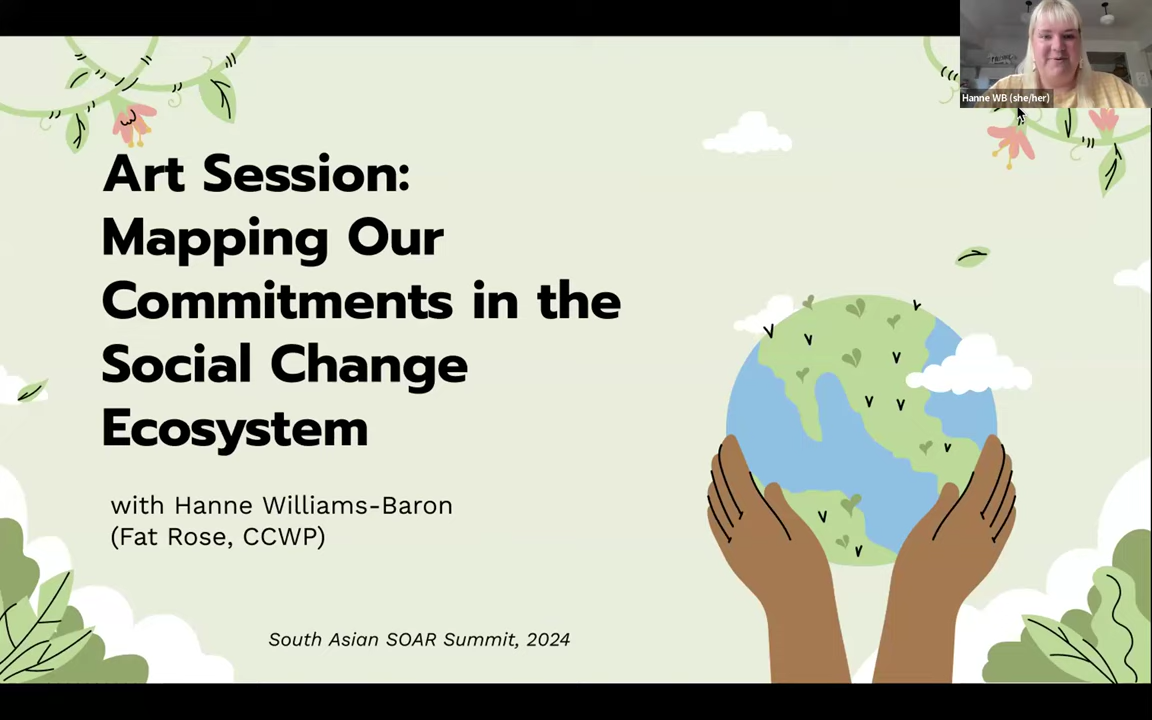 Hanne WB (she/her)
Art Session:
Mapping Our
Commitments in the
Social Change
Ecosystem
with Hanne Williams-Baron
(Fat Rose, CCWP)
South Asian SOAR Summit, 2024